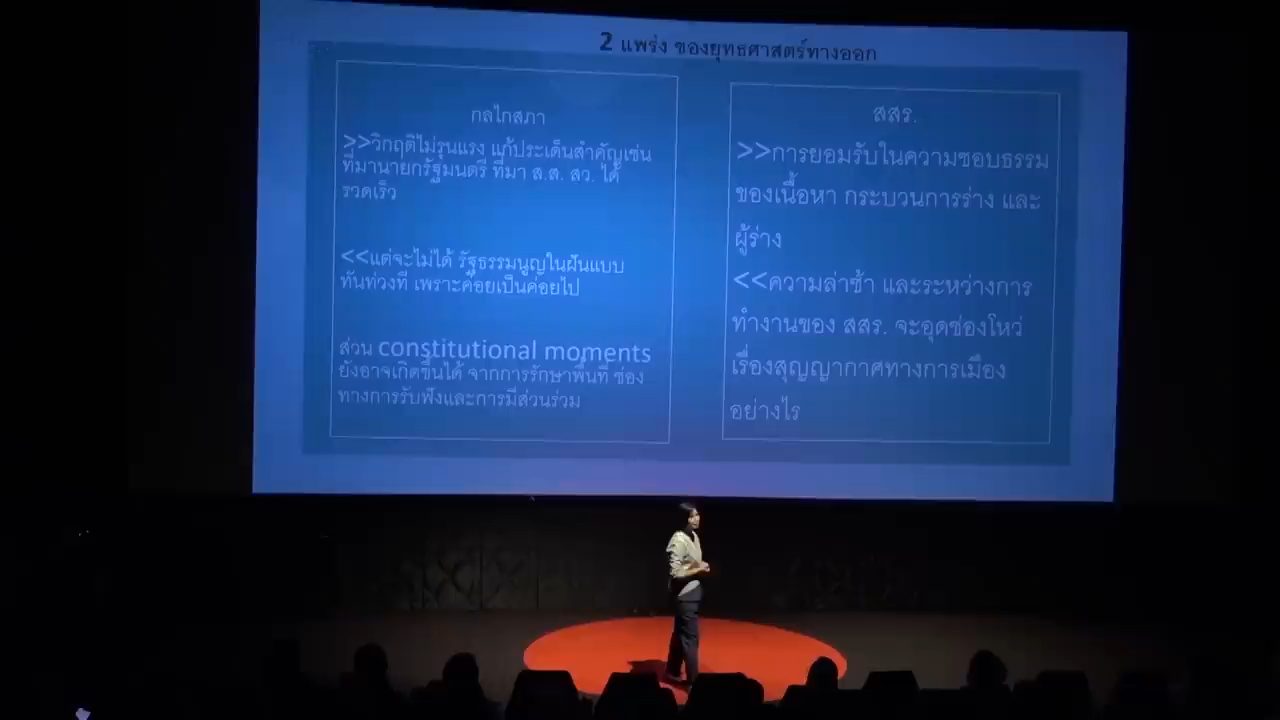 2 แพร่ง ของยุทธศาสตร์ทางออก
กลไกสภา
>>วิกฤติไม่รุนแรง แก้ประเด็นสำคัญเช่น
ที่มานายกรัฐมนตรี ที่มา ส.ส. สว. ได้
รวดเร็ว
<<แต่จะไม่ได้ รัฐธรรมนูญในฝันแบบ
ทันท่วงที เพราะค่อยเป็นค่อยไป
ส่วน constitutional moments
ยังอาจเกิดขึ้นได้ จากการรักษาพื้นที่ ช่อง
ทางการรับฟังและการมีส่วนร่วม
สสร.
>>การยอมรับในความชอบธรรม
ของเนื้อหา กระบวนการร่าง และ
ผู้ร่าง
<<ความล่าช้า และระหว่างการ
ทำงานของ สสร. จะอุดช่องโหว่
เรื่องสุญญากาศทางการเมือง
อย่างไร